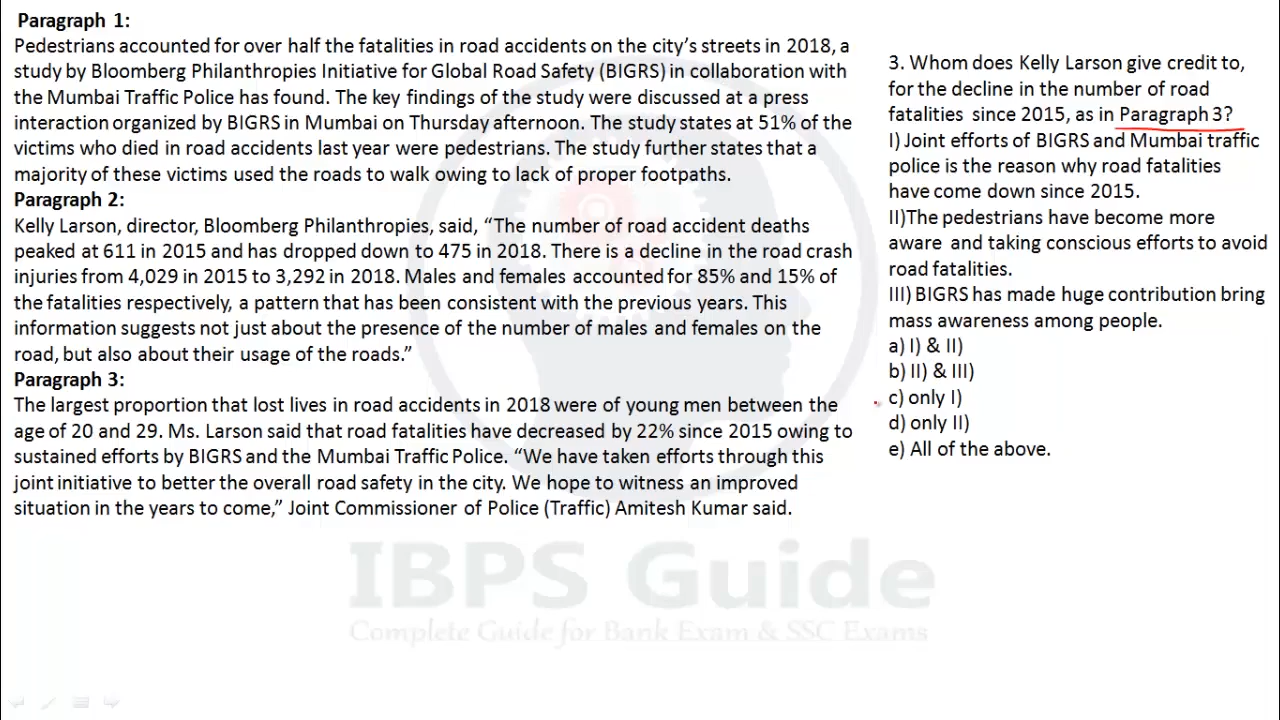 Paragraph 1:
Pedestrians accounted for over half the fatalities in road accidents on the city's streets in 2018, a
study by Bloomberg Philanthropies Initiative for Global Road Safety (BIGRS) in collaboration with
the Mumbai Traffic Police has found. The key findings of the study were discussed at a press
interaction organized by BIGRS in Mumbai on Thursday afternoon. The study states at 51% of the
victims who died in road accidents last year were pedestrians. The study further states that a
majority of these victims used the roads to walk owing to lack of proper footpaths.
Paragraph 2:
Kelly Larson, director, Bloomberg Philanthropies, said, “The number of road accident deaths
peaked at 611 in 2015 and has dropped down to 475 in 2018. There is a decline in the road crash
injuries from 4,029 in 2015 to 3,292 in 2018. Males and females accounted for 85% and 15% of
the fatalities respectively, a pattern that has been consistent with the previous years. This
information suggests not just about the presence of the number of males and females on the
road, but also about their usage of the roads.”
Paragraph 3:
The largest proportion that lost lives in road accidents in 2018 were of young men between the
age of 20 and 29. Ms. Larson said that road fatalities have decreased by 22% since 2015 owing to
sustained efforts by BIGRS and the Mumbai Traffic Police. “We have taken efforts through this
joint initiative to better the overall road safety in the city. We hope to witness an improved
situation in the years to come,” Joint Commissioner of Police (Traffic) Amitesh Kumar said.
3. Whom does Kelly Larson give credit to,
for the decline in the number of road
fatalities since 2015, as in Paragraph 3?
I) Joint efforts of BIGRS and Mumbai traffic
police is the reason why road fatalities
have come down since 2015.
II)The pedestrians have become more
aware and taking conscious efforts to avoid
road fatalities.
III) BIGRS has made huge contribution bring
mass awareness among people.
a) I) & II)
b) II) & III)
c) only I)
d) only II)
e) All of the above.
IBPS Guide
Complete Guide for Bank Exam & SSC Exams